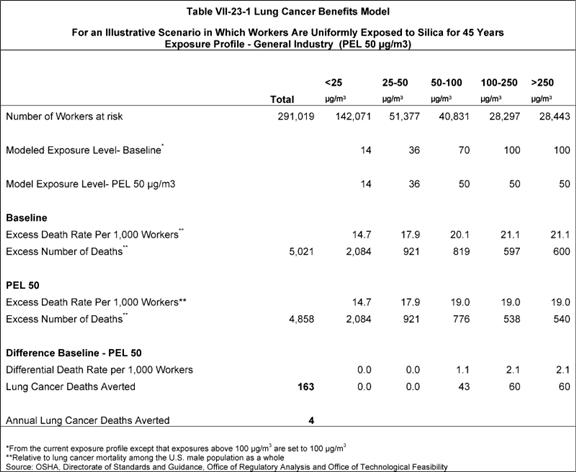 Table VII-23-1 Lung Cancer Benefits Model
For an Illustrative Scenario in Which Workers Are Uniformly Exposed to Silica for 45 Years
Exposure Profile - General Industry (PEL 50 µg/m3)
<25 25-50 50-100 100-250 >250
Total µg/m³ µg/m³ µg/m³ µg/m³ µg/m³
Number of Workers at risk 291,019 142,071 51,377 40,831 28,297 28,443
Modeled Exposure Level- Baseline* 14 36 70 100 100
Model Exposure Level- PEL 50 µg/m3 14 36 50 50 50
Baseline
Excess Death Rate Per 1,000 Workers** 14.7 17.9 20.1 21.1 21.1
Excess Number of Deaths** 5,021 2,084 921 819 597 600
PEL 50
Excess Death Rate Per 1,000 Workers** 14.7 17.9 19.0 19.0 19.0
Excess Number of Deaths** 4,858 2,084 921 776 538 540
Difference Baseline - PEL 50
Differential Death Rate per 1,000 Workers 0.0 0.0 1.1 2.1 2.1
Lung Cancer Deaths Averted 163 0.0 0.0 43 60 60
Annual Lung Cancer Deaths Averted 4
*From the current exposure profile except that exposures above 100 µg/m³ are set to 100 µg/m³
**Relative to lung cancer mortality among the U.S. male population as a whole
Source: OSHA, Directorate of Standards and Guidance, Office of Regulatory Analysis and Office of Technological Feasibility